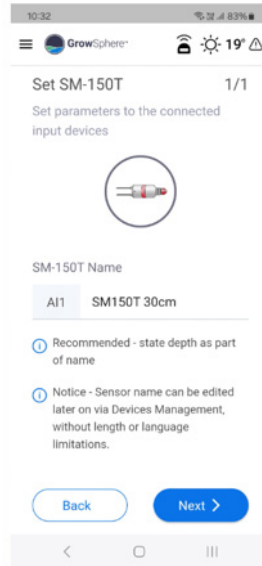 10:32 83%
GrowSphere™ 19°
Set SM-150T 1/1
Set parameters to the connected
input devices
SM-150T Name
AI1 SM150T 30cm
Recommended - state depth as part
of name
Notice - Sensor name can be edited
later on via Devices Management,
without length or language
limitations.
Back Next